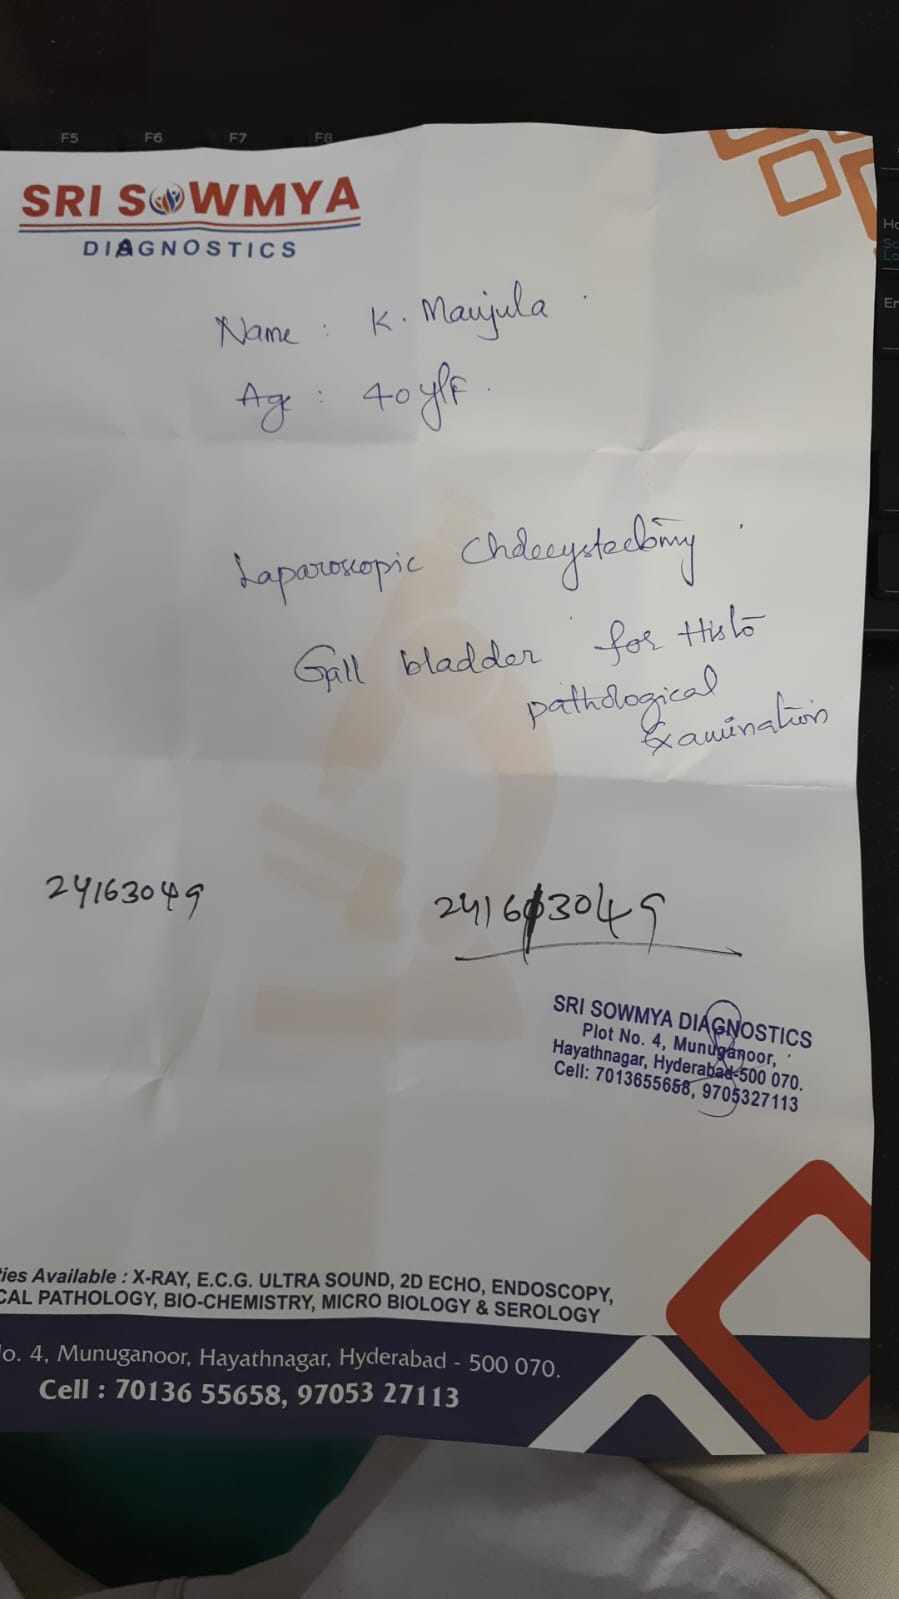 F5 F6 F7 F8
SRI SOWMYA
DIAGNOSTICS
Name : K. Manjula
Age : 40y/F.
Laparoscopic Cholecystectomy
Gall bladder for Histo
pathological
Examination
24163049
24163049
SRI SOWMYA DIAGNOSTICS
Plot No. 4, Munuganoor,
Hayathnagar, Hyderabad-500 070.
Cell: 7013655658, 9705327113
ties Available : X-RAY, E.C.G. ULTRA SOUND, 2D ECHO, ENDOSCOPY,
CAL PATHOLOGY, BIO-CHEMISTRY, MICRO BIOLOGY & SEROLOGY
No. 4, Munuganoor, Hayathnagar, Hyderabad - 500 070.
Cell : 70136 55658, 97053 27113